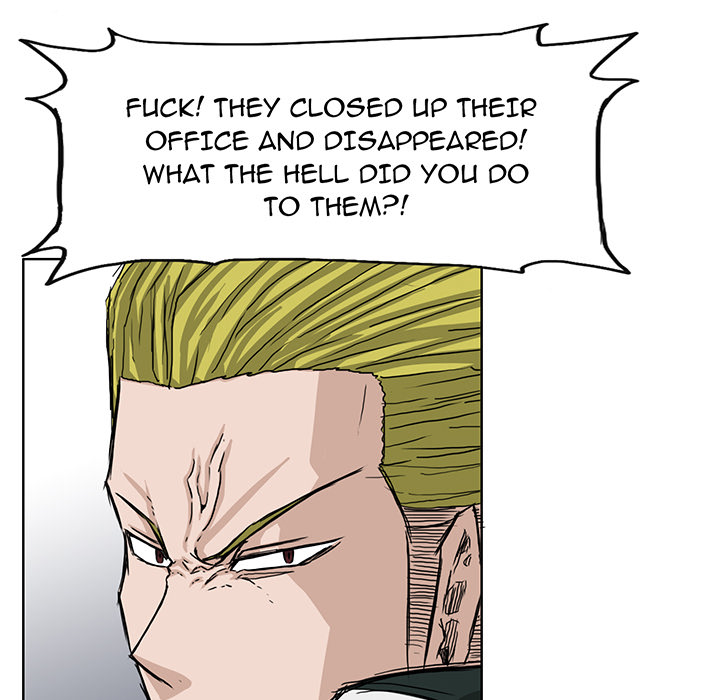 FUCK! THEY CLOSED UP THEIR
OFFICE AND DISAPPEARED!
WHAT THE HELL DID YOU DO
TO THEM?!